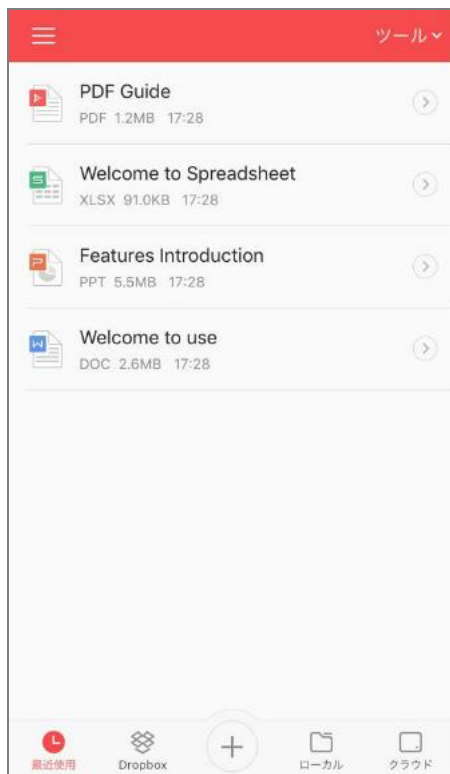 ツール
PDF Guide
PDF 1.2MB 17:28
Welcome to Spreadsheet
XLSX 91.0KB 17:28
Features Introduction
PPT 5.5MB 17:28
Welcome to use
DOC 2.6MB 17:28
最近使用 Dropbox ローカル クラウド